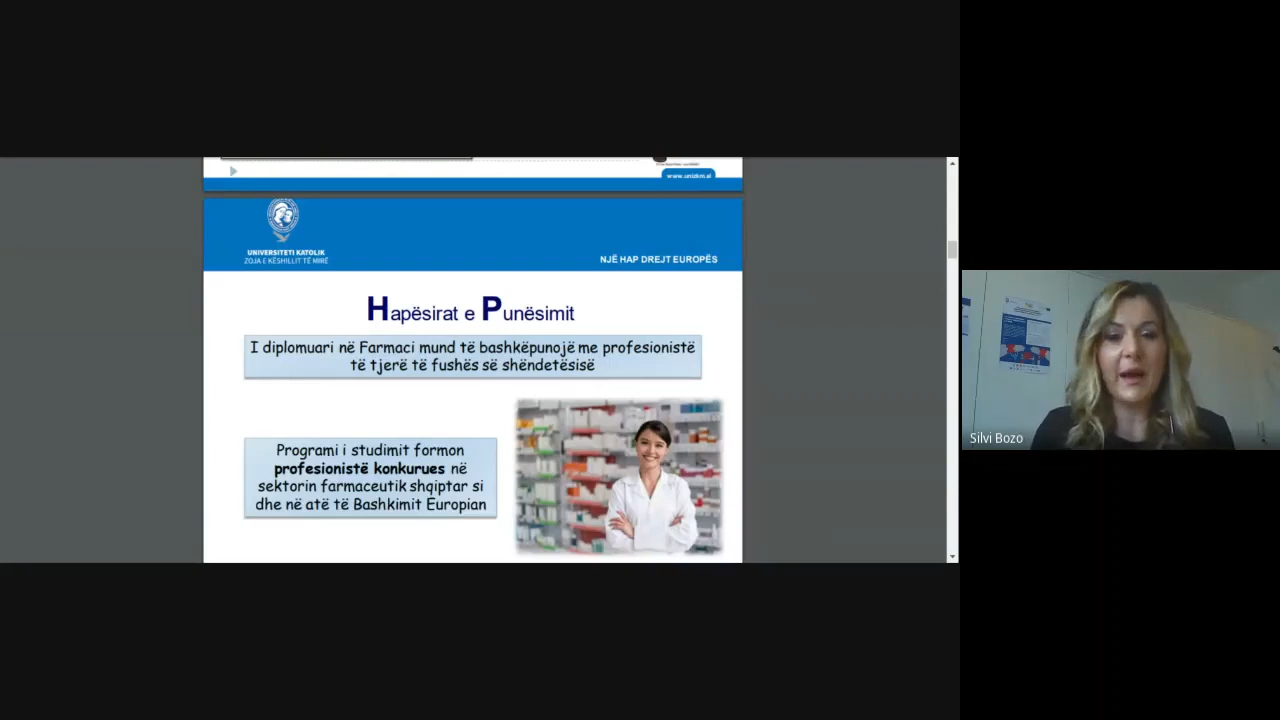 www.unizkm.al
UNIVERSITETI KATOLIK
ZOJA E KËSHILLIT TË MIRË
NJË HAP DREJT EUROPËS
Hapësirat e Punësimit
I diplomuari në Farmaci mund të bashkëpunojë me profesionistë
të tjerë të fushës së shëndetësisë
Programi i studimit formon
profesionistë konkurues në
sektorin farmaceutik shqiptar si
dhe në atë të Bashkimit Europian
Silvi Bozo